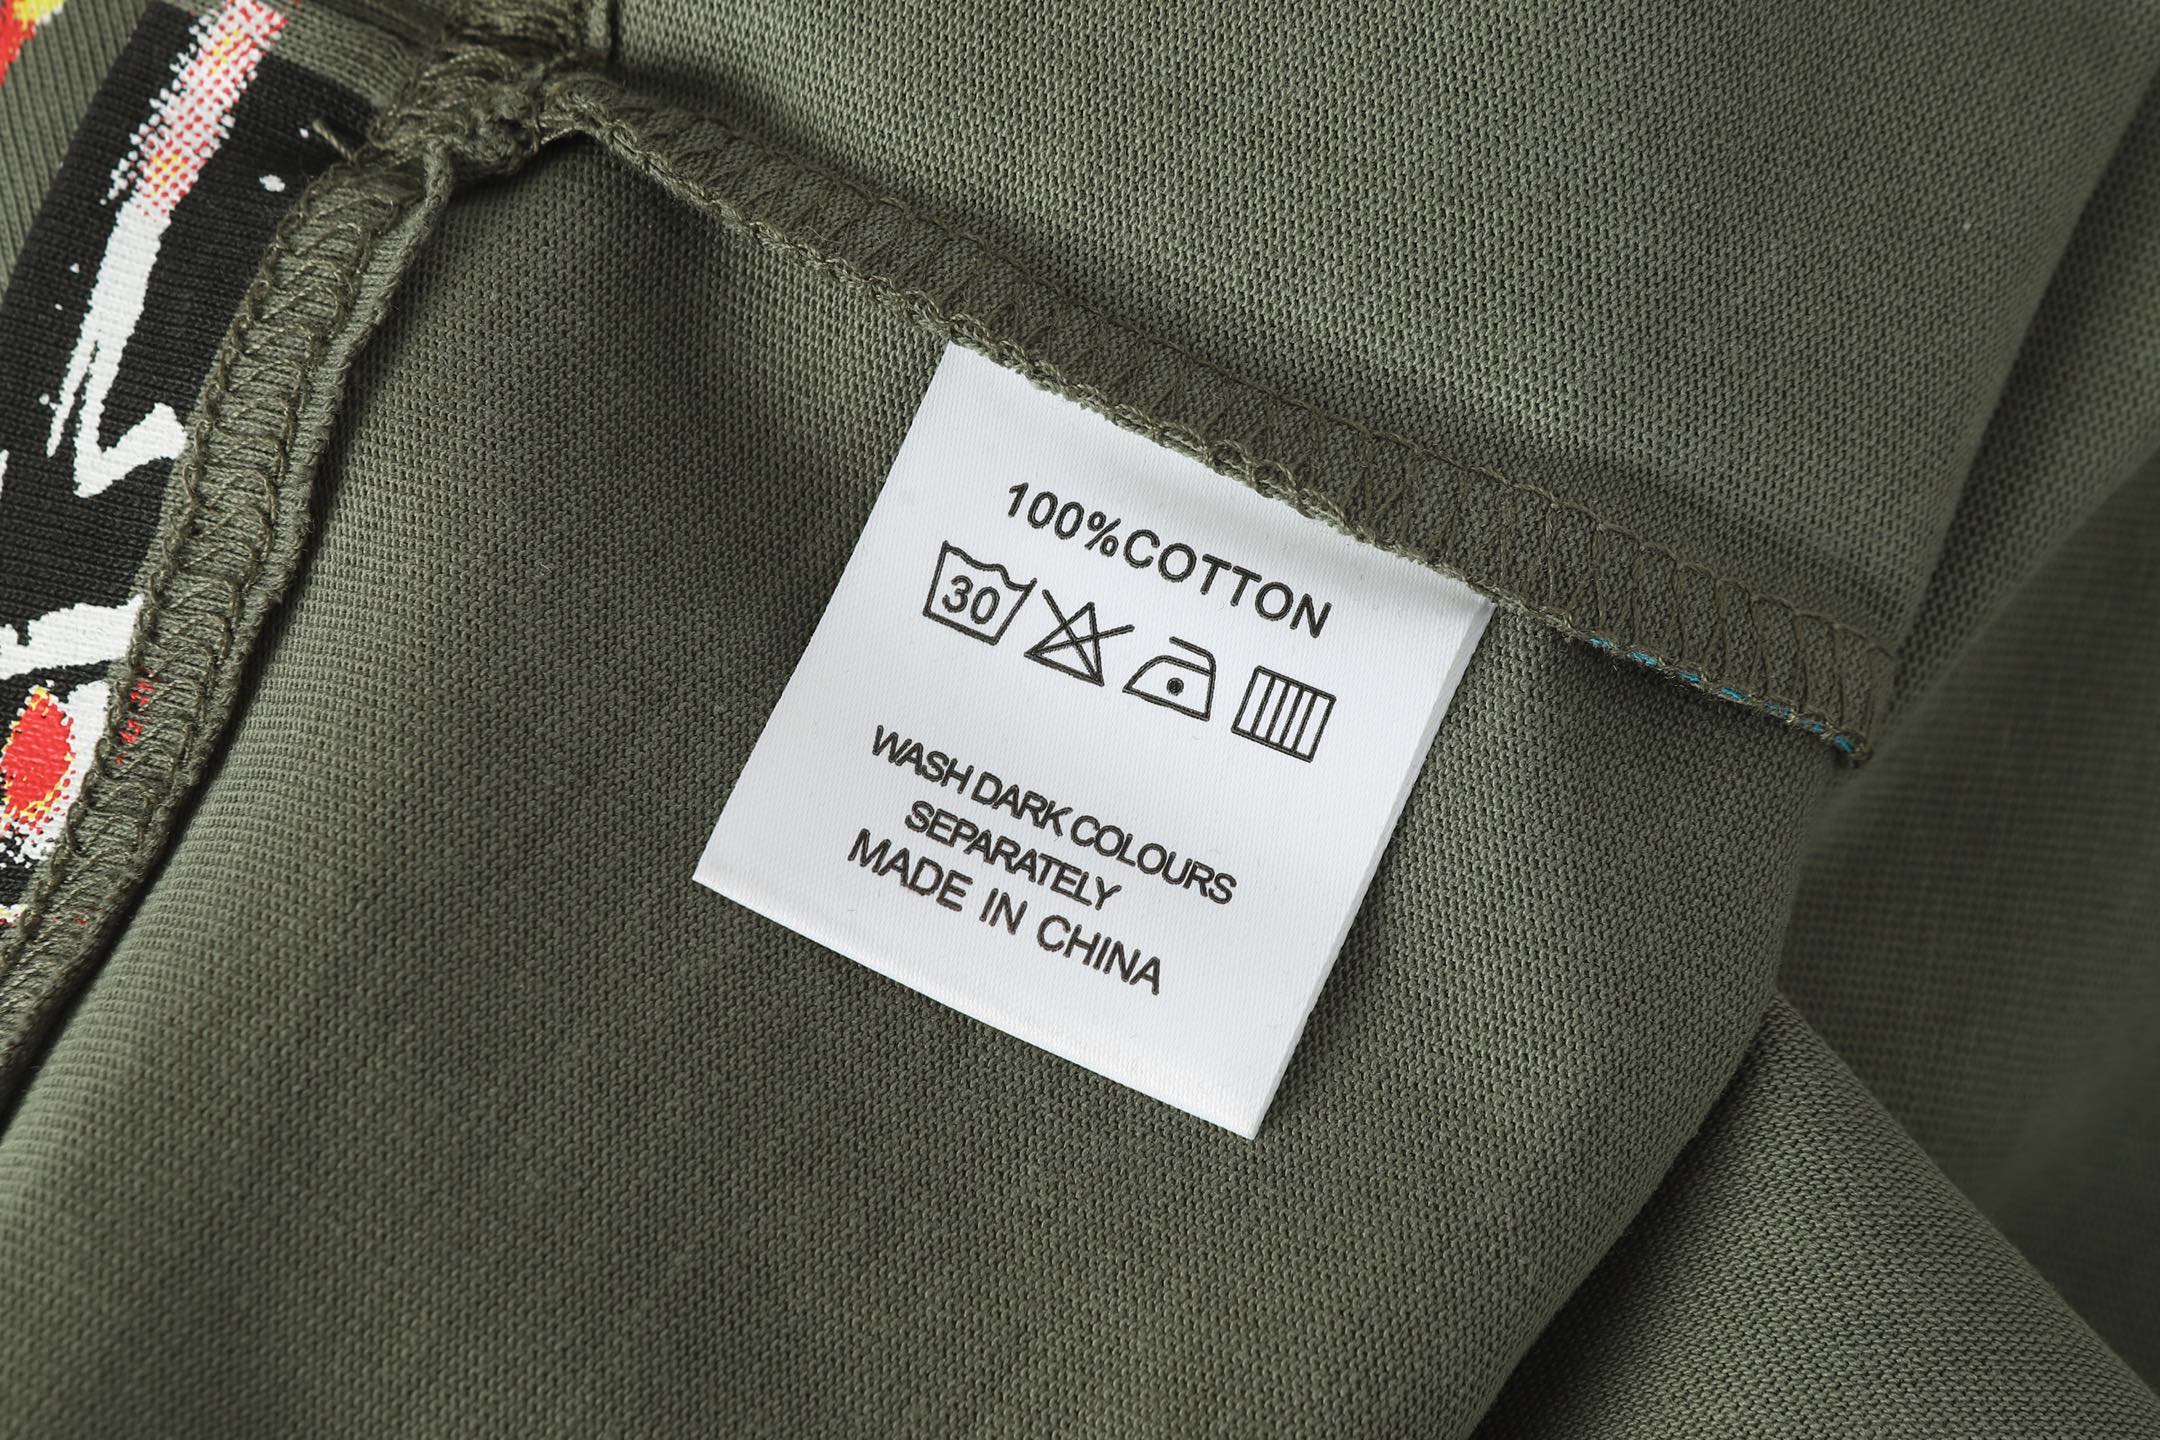 100%COTTON
30
WASH DARK COLOURS
SEPARATELY
MADE IN CHINA